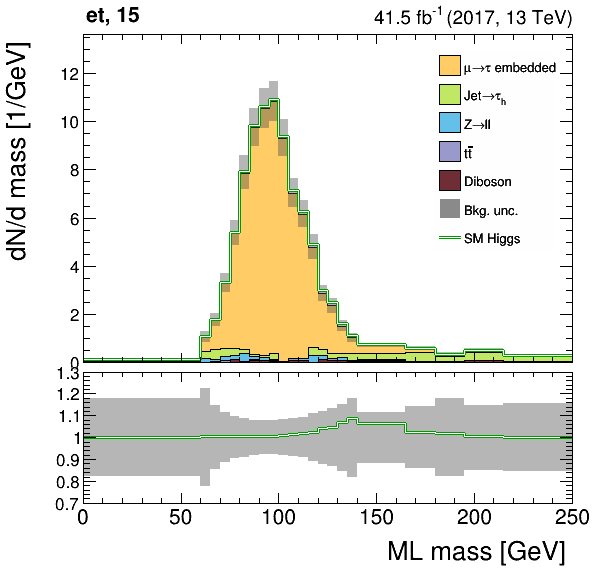 et, 15
41.5 fb⁻¹ (2017, 13 TeV)
dN/d mass [1/GeV]
12
10
8
6
4
2
0
μ→τ embedded
Jet→τₕ
Z→ll
tt̅
Diboson
Bkg. unc.
SM Higgs
1.3
1.2
1.1
1
0.9
0.8
0.7
0 50 100 150 200 250
ML mass [GeV]